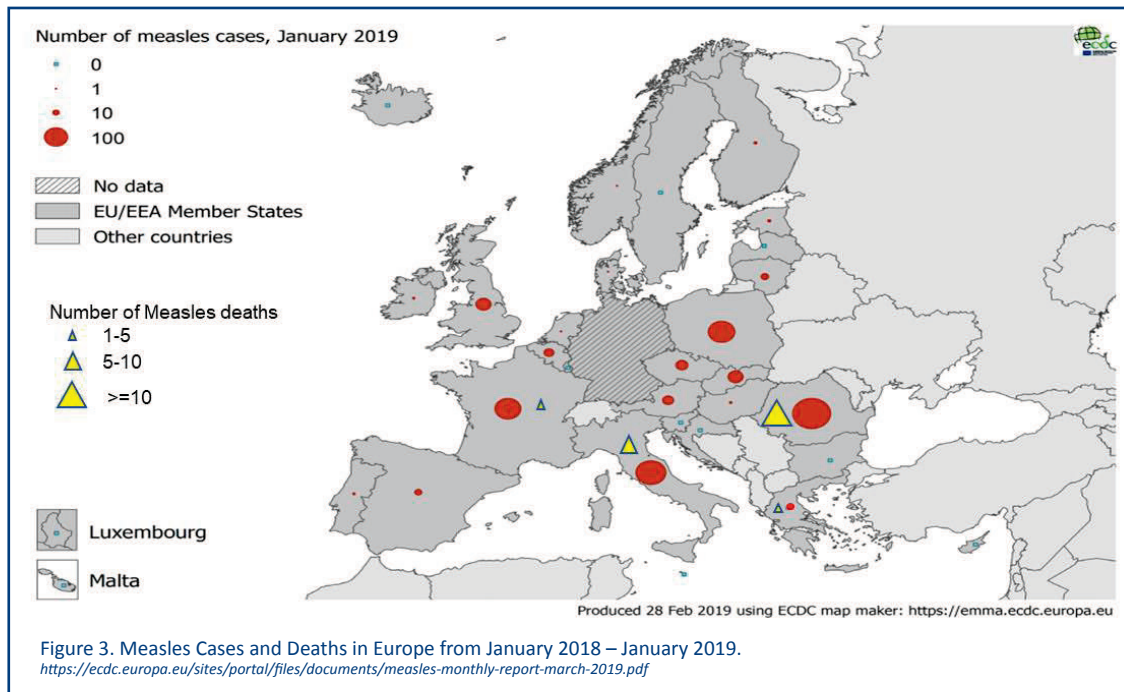 Number of measles cases, January 2019
0
1
10
100
No data
EU/EEA Member States
Other countries
Number of Measles deaths
1-5
5-10
>=10
Luxembourg
Malta
ecdc
Produced 28 Feb 2019 using ECDC map maker: https://emma.ecdc.europa.eu
Figure 3. Measles Cases and Deaths in Europe from January 2018 – January 2019.
https://ecdc.europa.eu/sites/portal/files/documents/measles-monthly-report-march-2019.pdf